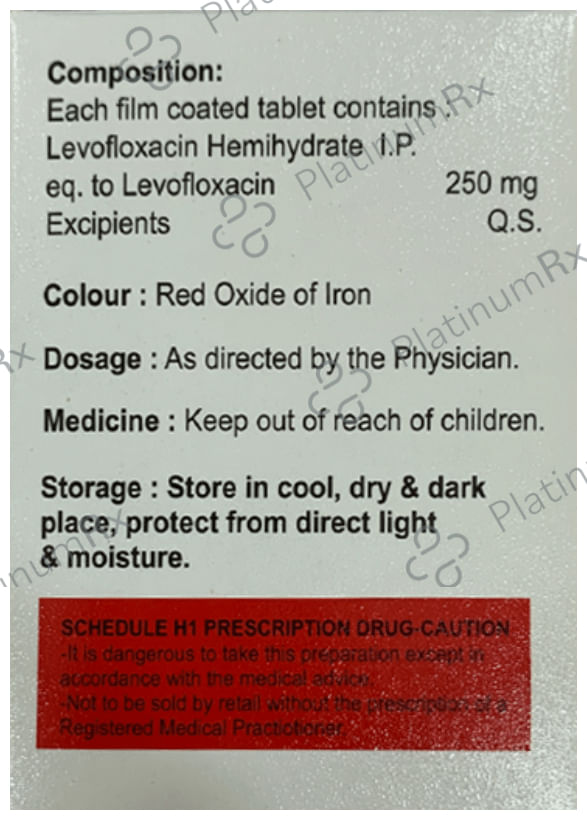 Composition:
Each film coated tablet contains :
Levofloxacin Hemihydrate I.P.
eq. to Levofloxacin 250 mg
Excipients Q.S.
Colour : Red Oxide of Iron
Dosage : As directed by the Physician.
Medicine : Keep out of reach of children.
Storage : Store in cool, dry & dark
place, protect from direct light
& moisture.
SCHEDULE H1 PRESCRIPTION DRUG-CAUTION
-It is dangerous to take this preparation except in
accordance with the medical advice.
-Not to be sold by retail without the prescription of a
Registered Medical Practictioner.
PlatinumRx
PlatinumRx